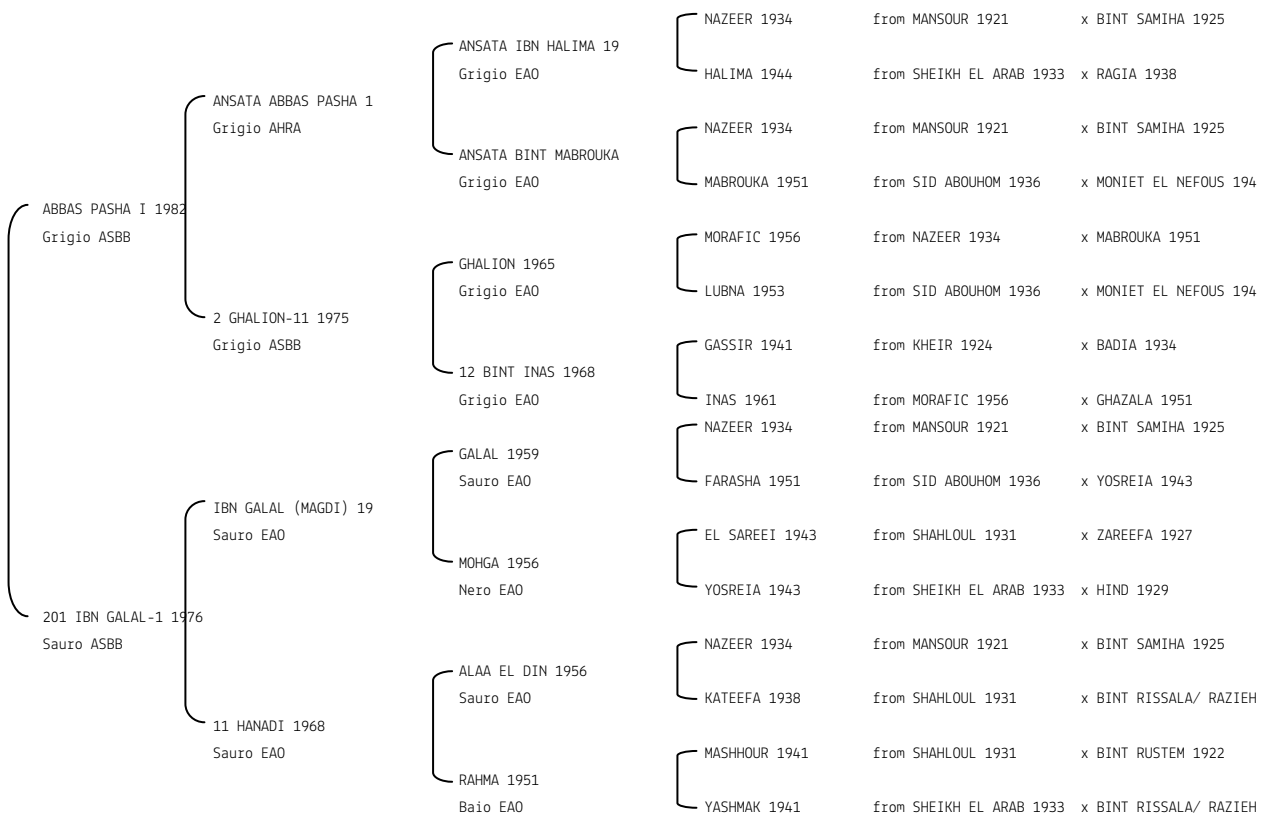 NAZEER 1934 from MANSOUR 1921 x BINT SAMIHA 1925
ANSATA IBN HALIMA 19
Grigio EAO HALIMA 1944 from SHEIKH EL ARAB 1933 x RAGIA 1938
ANSATA ABBAS PASHA 1
Grigio AHRA NAZEER 1934 from MANSOUR 1921 x BINT SAMIHA 1925
ANSATA BINT MABROUKA
Grigio EAO MABROUKA 1951 from SID ABOUHOM 1936 x MONIET EL NEFOUS 194
ABBAS PASHA I 1982
Grigio ASBB MORAFIC 1956 from NAZEER 1934 x MABROUKA 1951
GHALION 1965
Grigio EAO LUBNA 1953 from SID ABOUHOM 1936 x MONIET EL NEFOUS 194
2 GHALION-11 1975
Grigio ASBB GASSIR 1941 from KHEIR 1924 x BADIA 1934
12 BINT INAS 1968
Grigio EAO INAS 1961 from MORAFIC 1956 x GHAZALA 1951
NAZEER 1934 from MANSOUR 1921 x BINT SAMIHA 1925
GALAL 1959
Sauro EAO FARASHA 1951 from SID ABOUHOM 1936 x YOSREIA 1943
IBN GALAL (MAGDI) 19
Sauro EAO EL SAREEI 1943 from SHAHLOUL 1931 x ZAREEFA 1927
MOHGA 1956
Nero EAO YOSREIA 1943 from SHEIKH EL ARAB 1933 x HIND 1929
201 IBN GALAL-1 1976
Sauro ASBB NAZEER 1934 from MANSOUR 1921 x BINT SAMIHA 1925
ALAA EL DIN 1956
Sauro EAO KATEEFA 1938 from SHAHLOUL 1931 x BINT RISSALA/ RAZIEH
11 HANADI 1968
Sauro EAO MASHHOUR 1941 from SHAHLOUL 1931 x BINT RUSTEM 1922
RAHMA 1951
Baio EAO YASHMAK 1941 from SHEIKH EL ARAB 1933 x BINT RISSALA/ RAZIEH